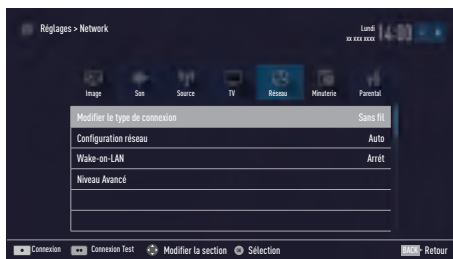 Réglages > Network
Lundi
xx xxx xxxx
14:00
Image Son Source TV Réseau Minuterie Parental
Modifier le type de connexion Sans fil
Configuration réseau Auto
Wake-on-LAN Arrét
Niveau Avancé
Connexion Connexion Test Modifier la section Sélection BACK Retour